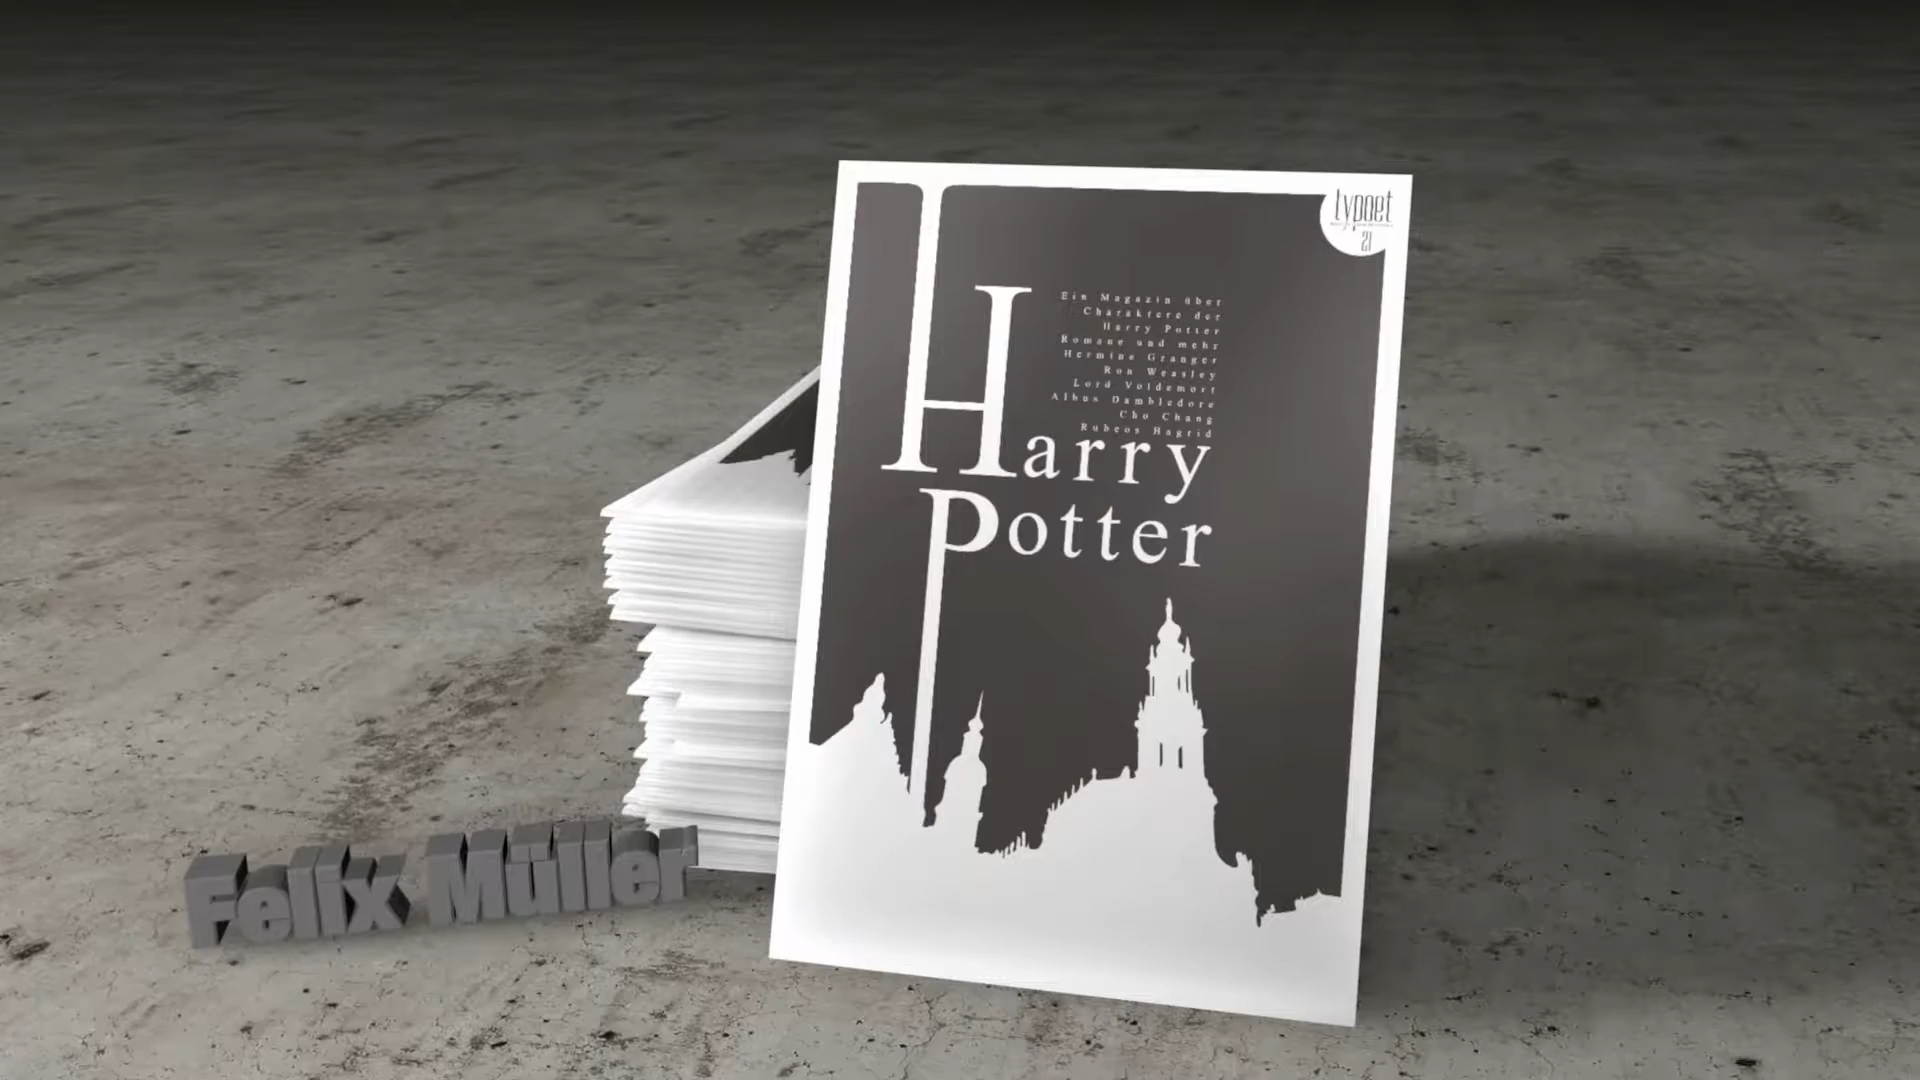 typoet
21
Ein Magazin über
Charaktere der
Harry Potter
Romane und mehr
Hermine Granger
Ron Weasley
Lord Voldemort
Albus Dumbledore
Cho Chang
Rubeos Hagrid
Harry
Potter
Felix Müller